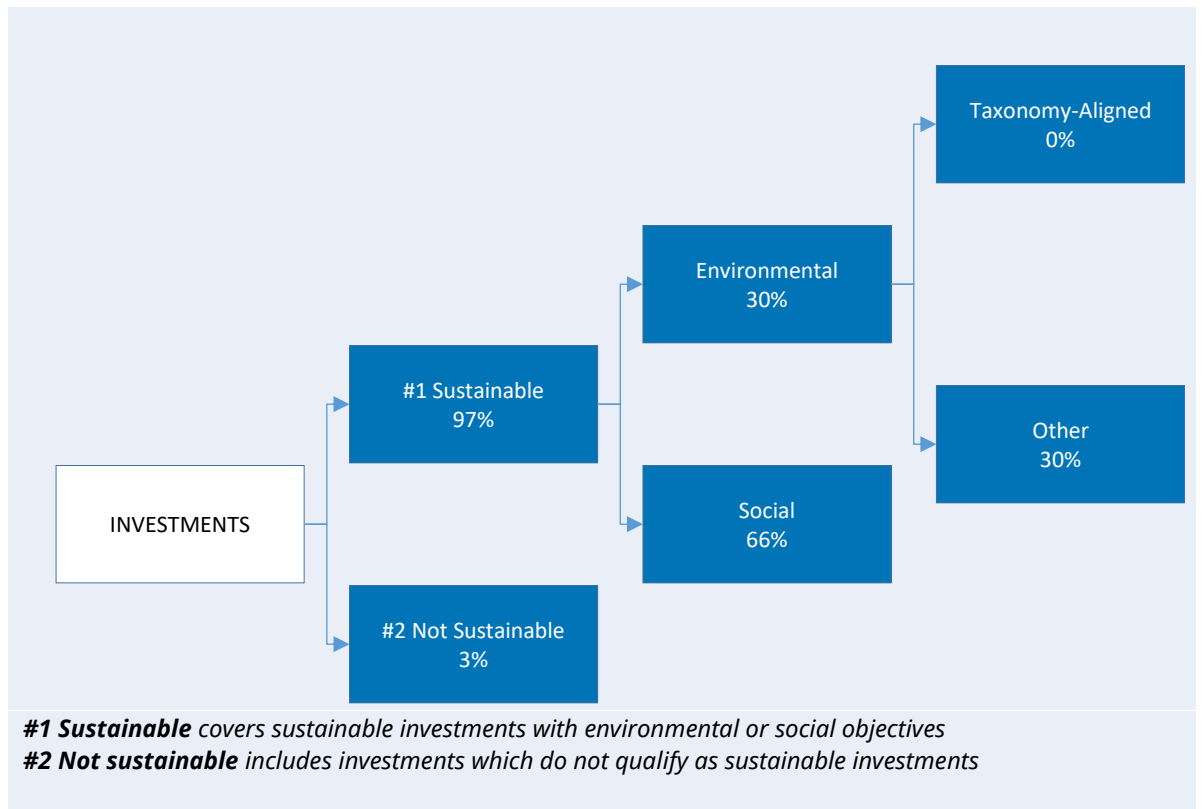 Taxonomy-Aligned
0%
Environmental
30%
#1 Sustainable
97%
Other
30%
INVESTMENTS
Social
66%
#2 Not Sustainable
3%
#1 Sustainable covers sustainable investments with environmental or social objectives
#2 Not sustainable includes investments which do not qualify as sustainable investments